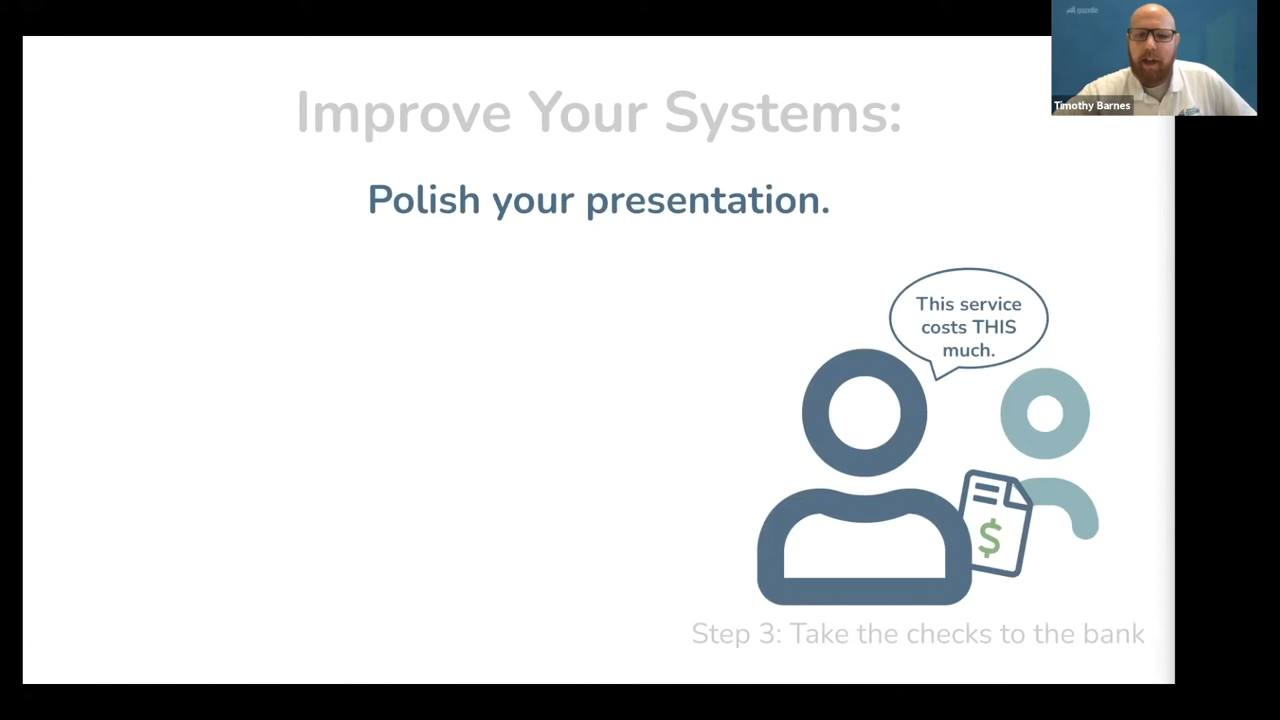 Improve Your Systems:
Polish your presentation.
This service
costs THIS
much.
$
Step 3: Take the checks to the bank
Timothy Barnes